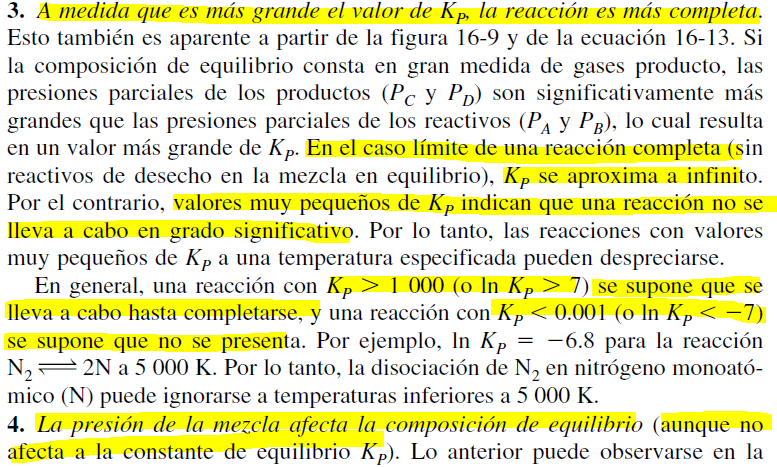 3. A medida que es más grande el valor de K_P, la reacción es más completa.
Esto también es aparente a partir de la figura 16-9 y de la ecuación 16-13. Si
la composición de equilibrio consta en gran medida de gases producto, las
presiones parciales de los productos (P_C y P_D) son significativamente más
grandes que las presiones parciales de los reactivos (P_A y P_B), lo cual resulta
en un valor más grande de K_P. En el caso límite de una reacción completa (sin
reactivos de desecho en la mezcla en equilibrio), K_P se aproxima a infinito.
Por el contrario, valores muy pequeños de K_P indican que una reacción no se
lleva a cabo en grado significativo. Por lo tanto, las reacciones con valores
muy pequeños de K_P a una temperatura especificada pueden despreciarse.
En general, una reacción con K_P > 1 000 (o ln K_P > 7) se supone que se
lleva a cabo hasta completarse, y una reacción con K_P < 0.001 (o ln K_P < −7)
se supone que no se presenta. Por ejemplo, ln K_P = −6.8 para la reacción
N₂ ⇌ 2N a 5 000 K. Por lo tanto, la disociación de N₂ en nitrógeno monoató-
mico (N) puede ignorarse a temperaturas inferiores a 5 000 K.
4. La presión de la mezcla afecta la composición de equilibrio (aunque no
afecta a la constante de equilibrio K_P). Lo anterior puede observarse en la